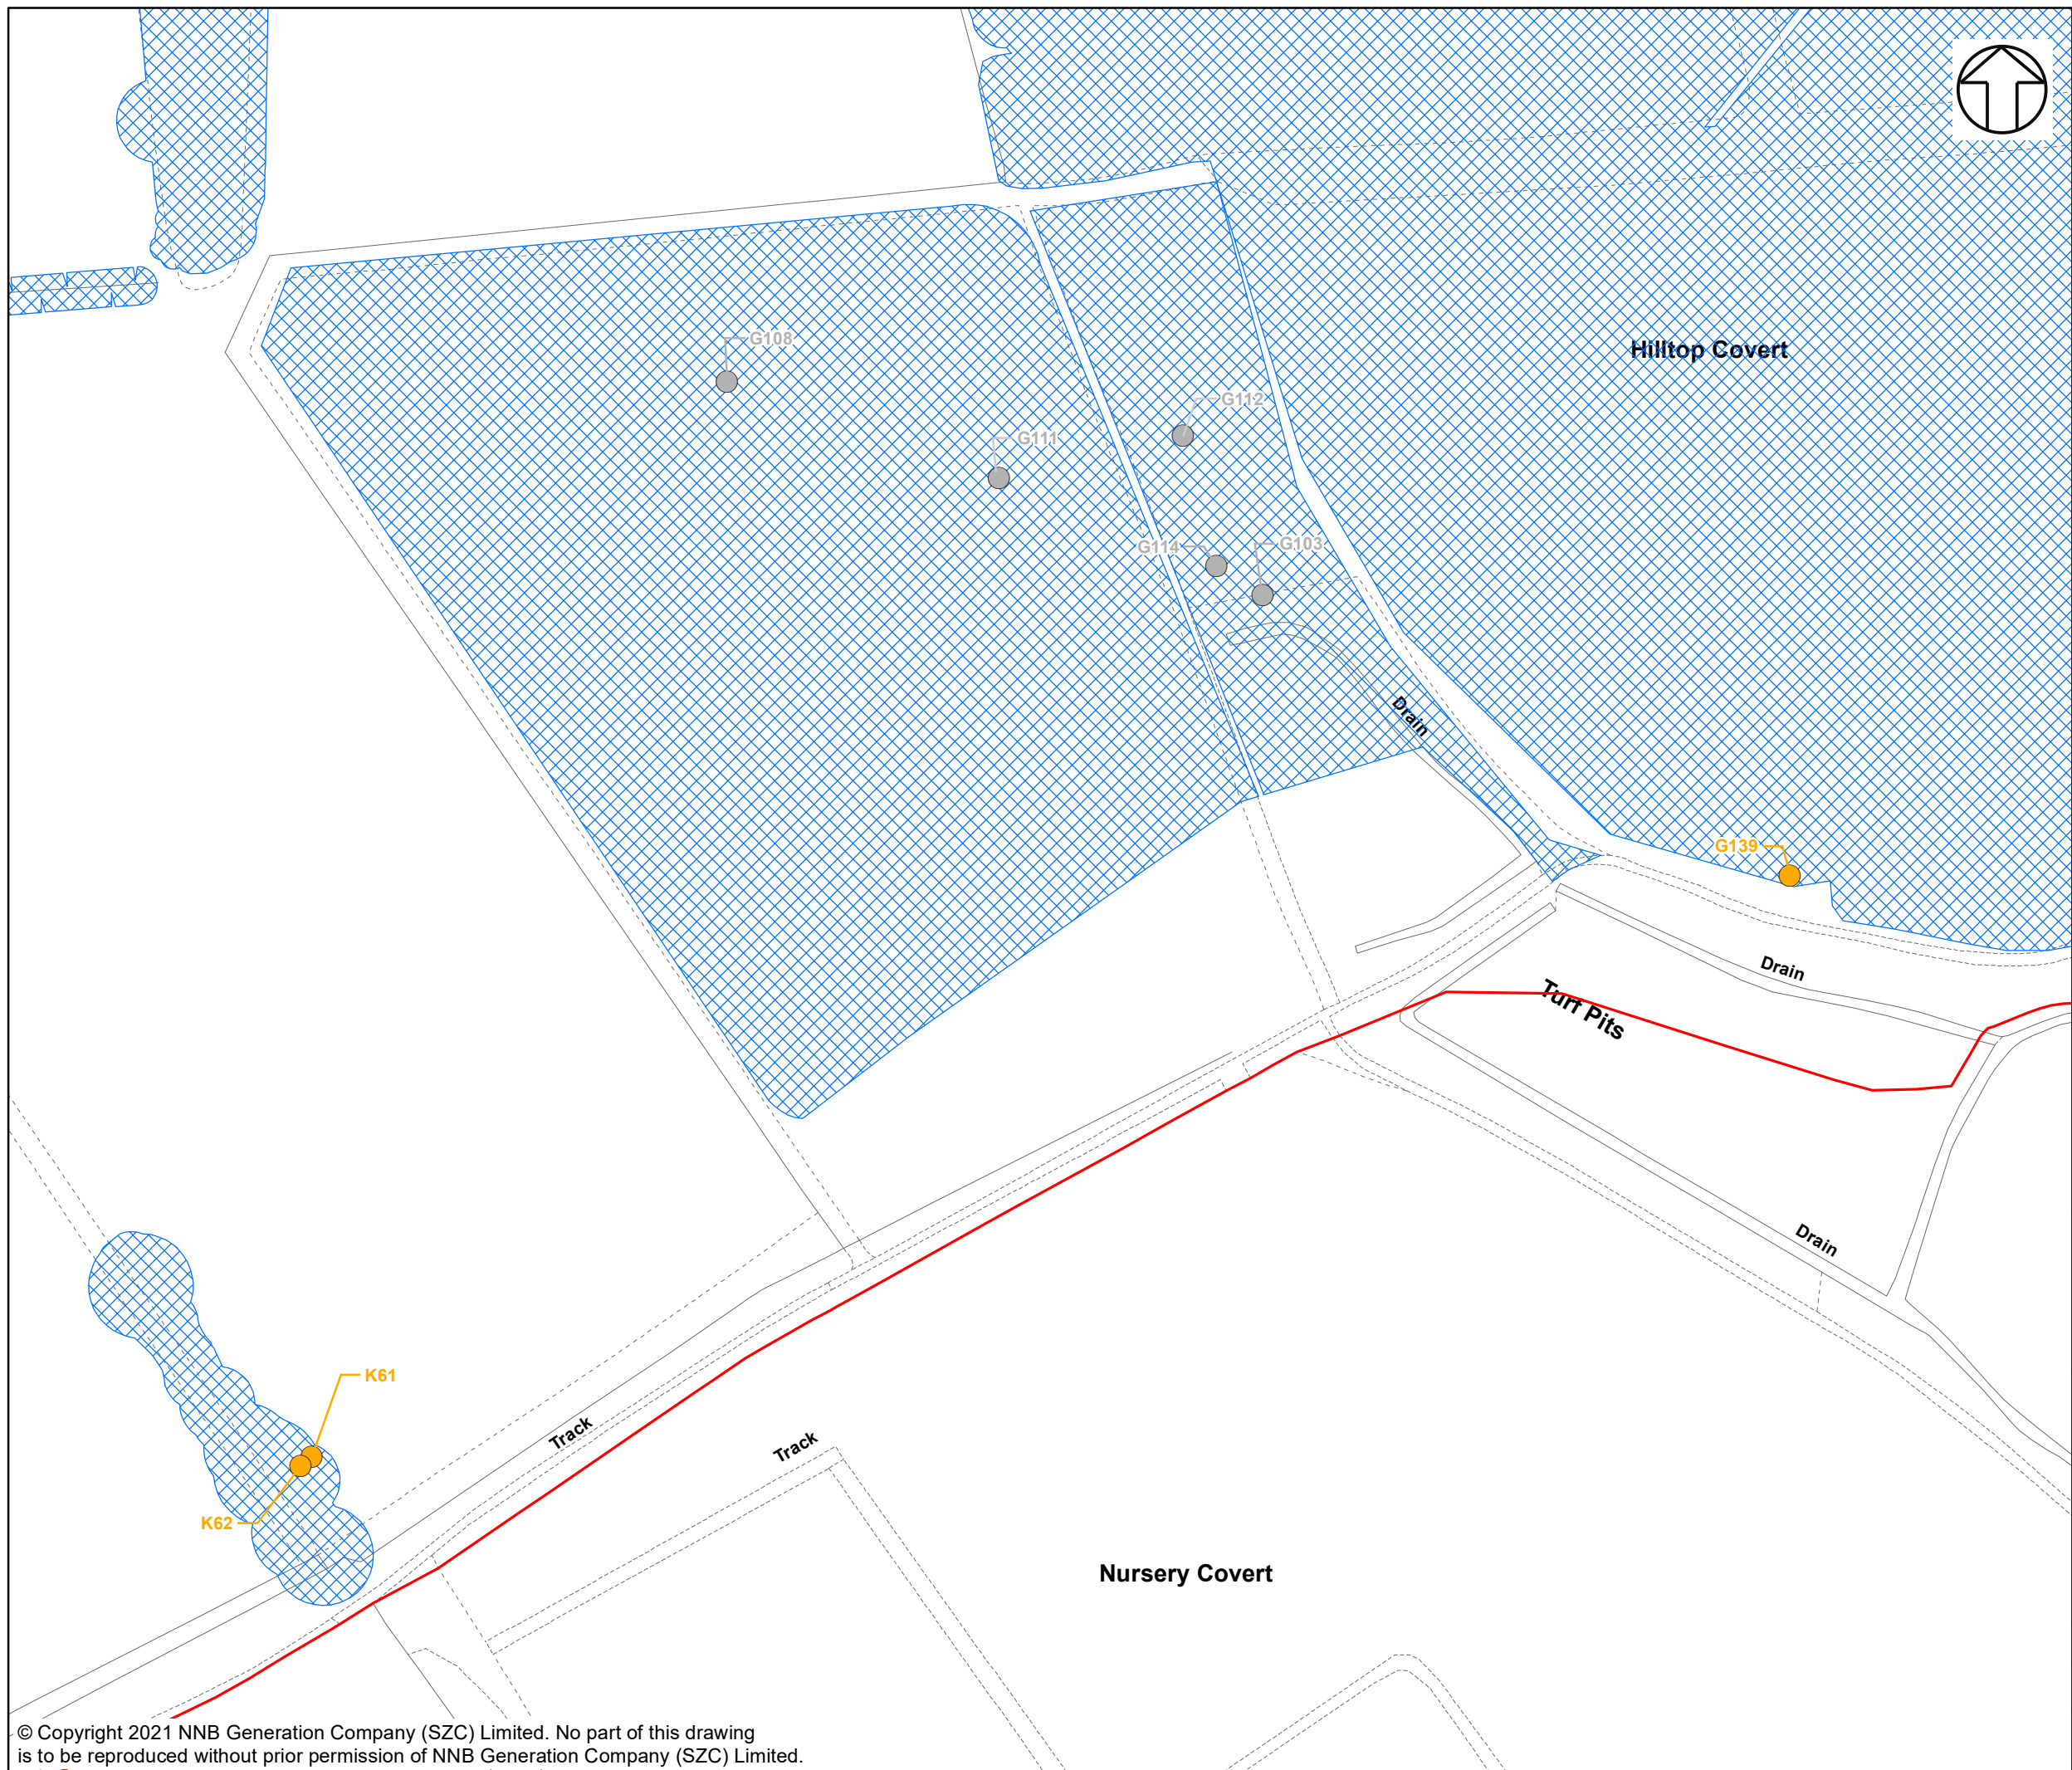 G108
Hilltop Covert
G112
G111
G114
G103
Drain
G139
Drain
Turf Pits
Drain
K61
Track
Track
K62
Nursery Covert
© Copyright 2021 NNB Generation Company (SZC) Limited. No part of this drawing
is to be reproduced without prior permission of NNB Generation Company (SZC) Limited.